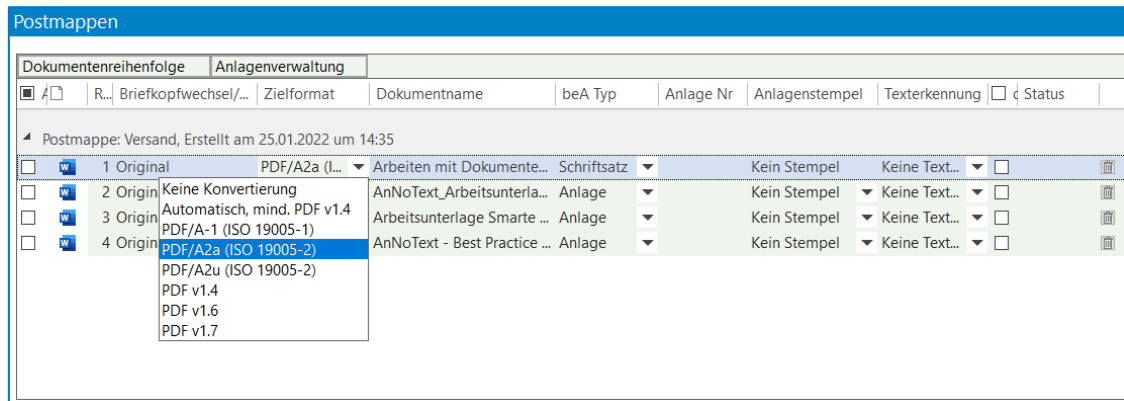 Postmappen
Dokumentenreihenfolge Anlagenverwaltung
R... Briefkopfwechsel/... Zielformat Dokumentname beA Typ Anlage Nr Anlagenstempel Texterkennung Status
Postmappe: Versand, Erstellt am 25.01.2022 um 14:35
1 Original PDF/A2a (I... Arbeiten mit Dokumente... Schriftsatz Kein Stempel Keine Text...
2 Origin AnNoText_Arbeitsunterla... Anlage Kein Stempel Keine Text...
3 Origin Arbeitsunterlage Smarte ... Anlage Kein Stempel Keine Text...
4 Origin AnNoText - Best Practice ... Anlage Kein Stempel Keine Text...
Keine Konvertierung
Automatisch, mind. PDF v1.4
PDF/A-1 (ISO 19005-1)
PDF/A2a (ISO 19005-2)
PDF/A2u (ISO 19005-2)
PDF v1.4
PDF v1.6
PDF v1.7